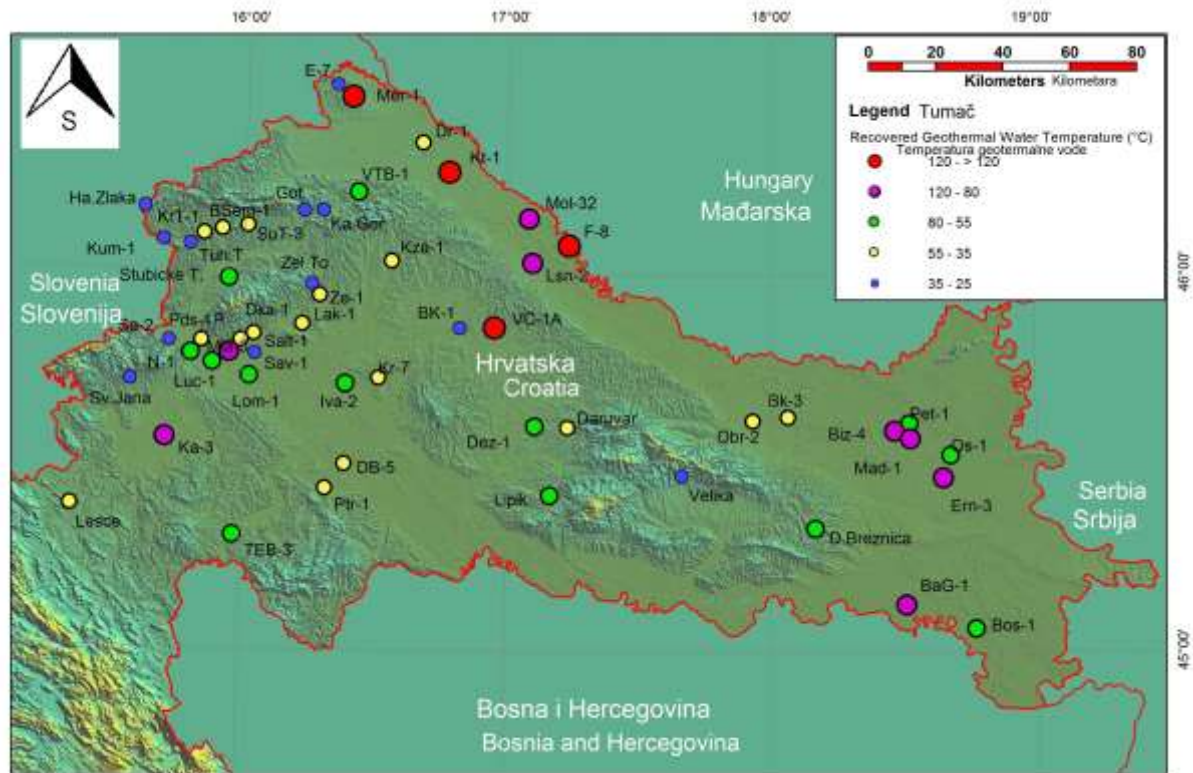 16°00' 17°00' 18°00' 19°00'
S
0 20 40 60 80
Kilometers Kilometara
Legend Tumač
Recovered Geothermal Water Temperature (°C)
Temperatura geotermalne vode
120 - > 120
120 - 80
80 - 55
55 - 35
35 - 25
E-7
Mer-1
Dr-1
Kt-1
VTB-1
Ha.Zlaka
Got
Ka.Gor
Mol-32
Hungary
Mađarska
Kr1-1
BSem-1
SuT-3
F-8
Kum-1
Tuh.T
Kza-1
Lsn-2
46°00'
Slovenia
Slovenija
Stubicke T.
Zel To
Ze-1
Dka-1
Lak-1
BK-1
VC-1A
Pds-1
Salt-1
N-1
Sav-1
Hrvatska
Croatia
Luc-1
Kr-7
Sv.Jana
Lom-1
Iva-2
Daruvar
Bk-3
Pet-1
Ka-3
Dez-1
Obr-2
Biz-4
Os-1
DB-5
Mad-1
Serbia
Srbija
Lesce
Ptr-1
Lipik
Velika
Ern-3
TEB-3
D.Breznica
BaG-1
Bos-1
45°00'
Bosna i Hercegovina
Bosnia and Hercegovina